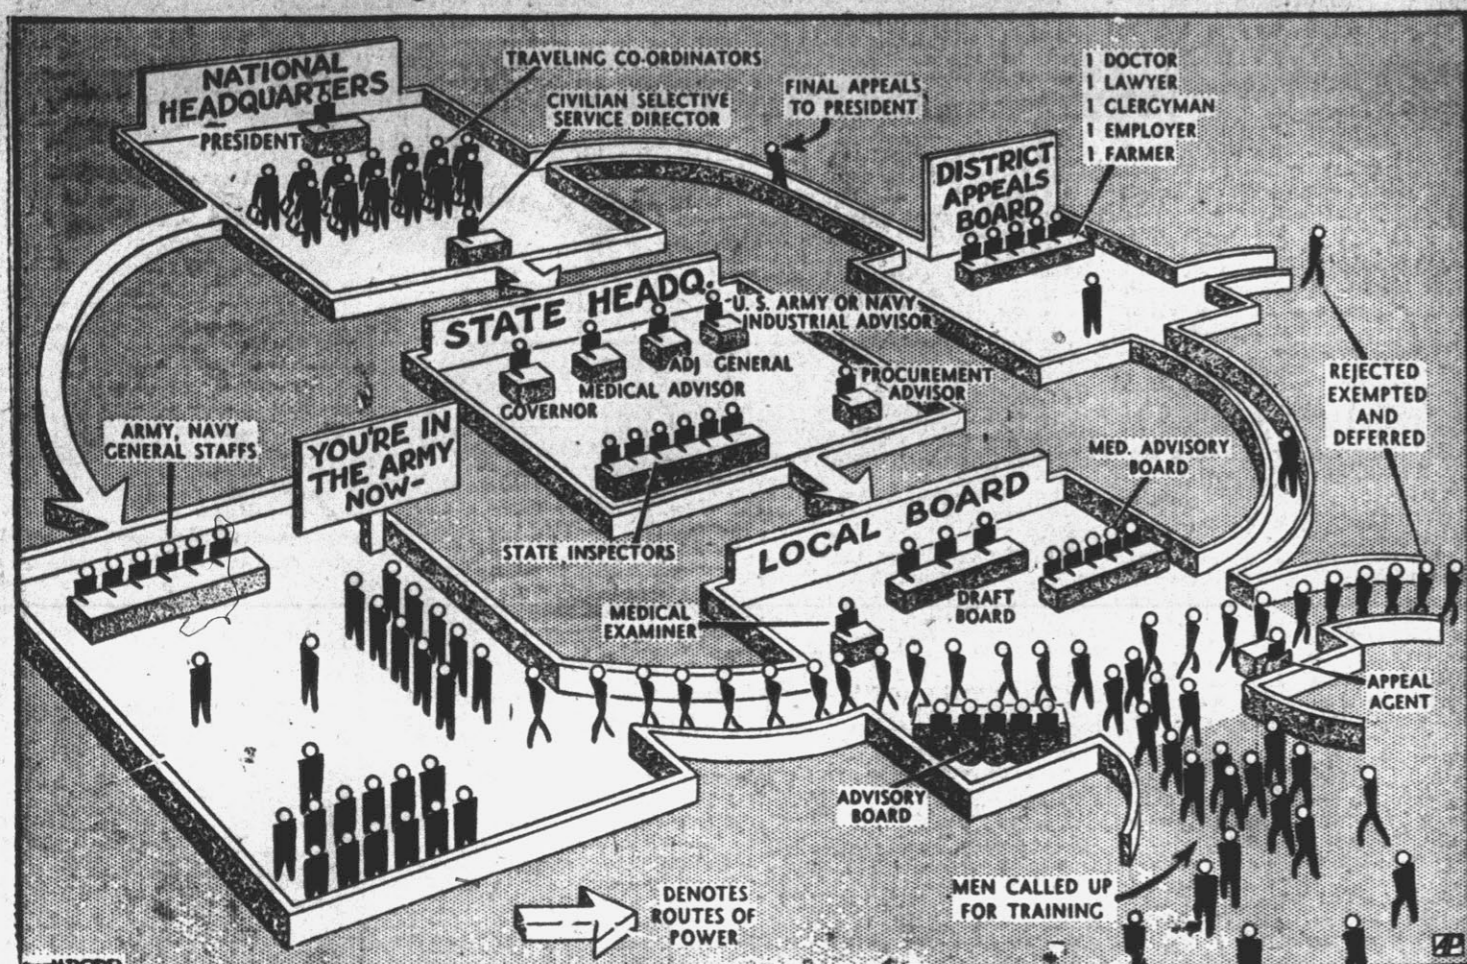 NATIONAL
HEADQUARTERS
PRESIDENT
TRAVELING CO-ORDINATORS
CIVILIAN SELECTIVE
SERVICE DIRECTOR
FINAL APPEALS
TO PRESIDENT
1 DOCTOR
1 LAWYER
1 CLERGYMAN
1 EMPLOYER
1 FARMER
DISTRICT
APPEALS
BOARD
STATE HEADQ.
U. S. ARMY OR NAVY
INDUSTRIAL ADVISOR
ADJ GENERAL
MEDICAL ADVISOR
GOVERNOR
PROCUREMENT
ADVISOR
STATE INSPECTORS
REJECTED
EXEMPTED
AND
DEFERRED
ARMY, NAVY
GENERAL STAFFS
YOU'RE IN
THE ARMY
NOW-
LOCAL BOARD
MED. ADVISORY
BOARD
DRAFT
BOARD
MEDICAL
EXAMINER
APPEAL
AGENT
ADVISORY
BOARD
MEN CALLED UP
FOR TRAINING
DENOTES
ROUTES OF
POWER
AP